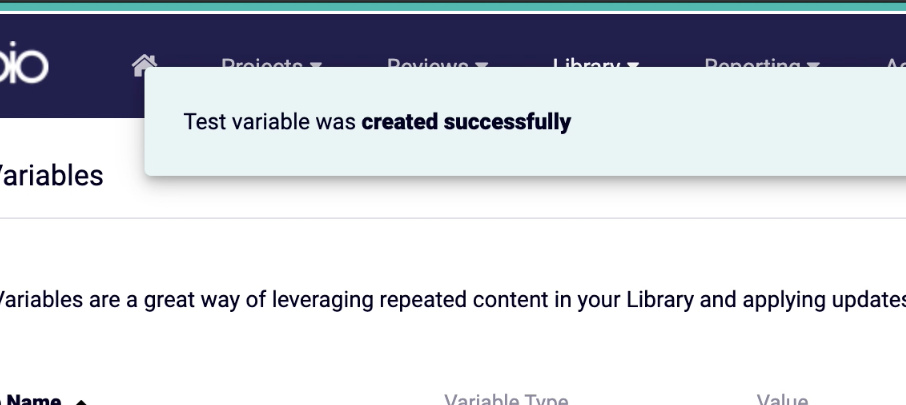 Projects Reviews Library Reporting
Test variable was created successfully
Variables
Variables are a great way of leveraging repeated content in your Library and applying updates
Name Variable Type Value